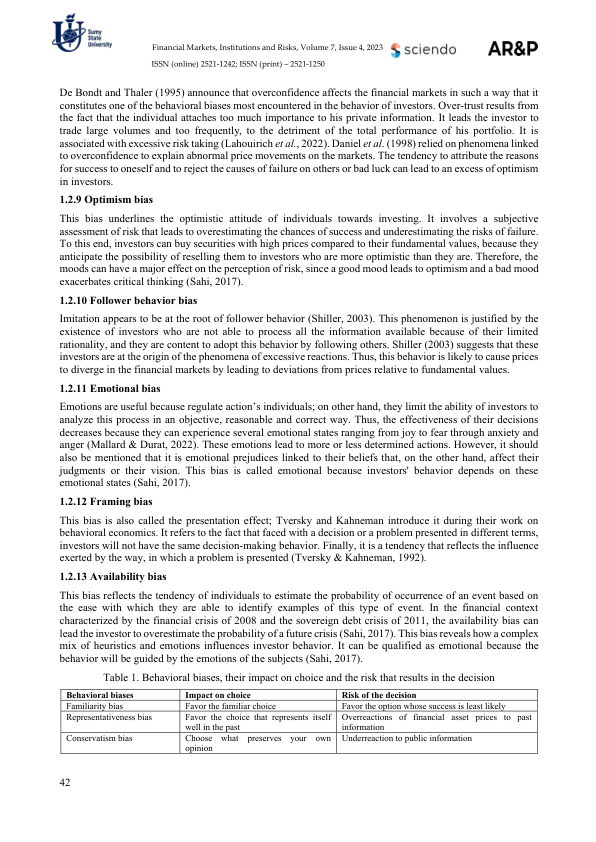 Sumy
State
University
Financial Markets, Institutions and Risks, Volume 7, Issue 4, 2023
sciendo
AR&P
ISSN (online) 2521-1242; ISSN (print) – 2521-1250
De Bondt and Thaler (1995) announce that overconfidence affects the financial markets in such a way that it
constitutes one of the behavioral biases most encountered in the behavior of investors. Over-trust results from
the fact that the individual attaches too much importance to his private information. It leads the investor to
trade large volumes and too frequently, to the detriment of the total performance of his portfolio. It is
associated with excessive risk taking (Lahouirich et al., 2022). Daniel et al. (1998) relied on phenomena linked
to overconfidence to explain abnormal price movements on the markets. The tendency to attribute the reasons
for success to oneself and to reject the causes of failure on others or bad luck can lead to an excess of optimism
in investors.
1.2.9 Optimism bias
This bias underlines the optimistic attitude of individuals towards investing. It involves a subjective
assessment of risk that leads to overestimating the chances of success and underestimating the risks of failure.
To this end, investors can buy securities with high prices compared to their fundamental values, because they
anticipate the possibility of reselling them to investors who are more optimistic than they are. Therefore, the
moods can have a major effect on the perception of risk, since a good mood leads to optimism and a bad mood
exacerbates critical thinking (Sahi, 2017).
1.2.10 Follower behavior bias
Imitation appears to be at the root of follower behavior (Shiller, 2003). This phenomenon is justified by the
existence of investors who are not able to process all the information available because of their limited
rationality, and they are content to adopt this behavior by following others. Shiller (2003) suggests that these
investors are at the origin of the phenomena of excessive reactions. Thus, this behavior is likely to cause prices
to diverge in the financial markets by leading to deviations from prices relative to fundamental values.
1.2.11 Emotional bias
Emotions are useful because regulate action’s individuals; on other hand, they limit the ability of investors to
analyze this process in an objective, reasonable and correct way. Thus, the effectiveness of their decisions
decreases because they can experience several emotional states ranging from joy to fear through anxiety and
anger (Mallard & Durat, 2022). These emotions lead to more or less determined actions. However, it should
also be mentioned that it is emotional prejudices linked to their beliefs that, on the other hand, affect their
judgments or their vision. This bias is called emotional because investors' behavior depends on these
emotional states (Sahi, 2017).
1.2.12 Framing bias
This bias is also called the presentation effect; Tversky and Kahneman introduce it during their work on
behavioral economics. It refers to the fact that faced with a decision or a problem presented in different terms,
investors will not have the same decision-making behavior. Finally, it is a tendency that reflects the influence
exerted by the way, in which a problem is presented (Tversky & Kahneman, 1992).
1.2.13 Availability bias
This bias reflects the tendency of individuals to estimate the probability of occurrence of an event based on
the ease with which they are able to identify examples of this type of event. In the financial context
characterized by the financial crisis of 2008 and the sovereign debt crisis of 2011, the availability bias can
lead the investor to overestimate the probability of a future crisis (Sahi, 2017). This bias reveals how a complex
mix of heuristics and emotions influences investor behavior. It can be qualified as emotional because the
behavior will be guided by the emotions of the subjects (Sahi, 2017).
Table 1. Behavioral biases, their impact on choice and the risk that results in the decision
Behavioral biases Impact on choice Risk of the decision
Familiarity bias Favor the familiar choice Favor the option whose success is least likely
Representativeness bias Favor the choice that represents itself Overreactions of financial asset prices to past
well in the past information
Conservatism bias Choose what preserves your own Underreaction to public information
opinion
42